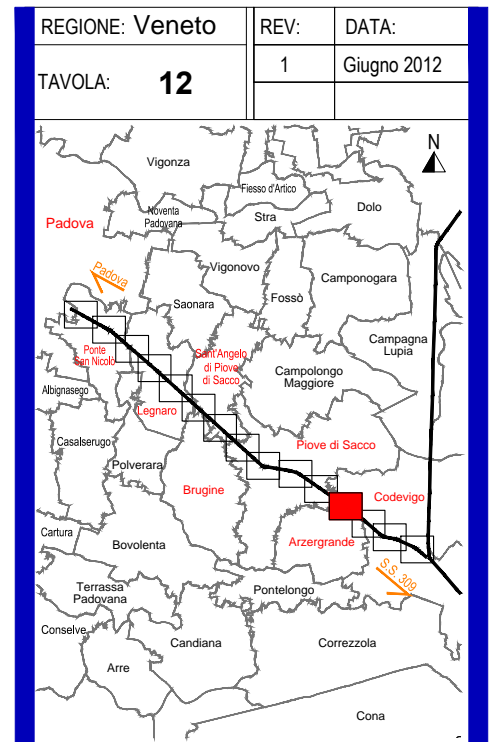 REGIONE: Veneto
REV:
DATA:
TAVOLA: 12
1
Giugno 2012
N
Vigonza
Fiesso d'Artico
Dolo
Noventa
Padovana
Stra
Padova
Padova
Vigonovo
Camponogara
Saonara
Fossò
Campagna
Lupia
Ponte
San Nicolò
Sant'Angelo
di Piove
di Sacco
Campolongo
Maggiore
Albignasego
Legnaro
Casalserugo
Piove di Sacco
Polverara
Brugine
Codevigo
Cartura
Bovolenta
Arzergrande
S.S. 309
Terrassa
Padovana
Pontelongo
Conselve
Candiana
Correzzola
Arre
Cona